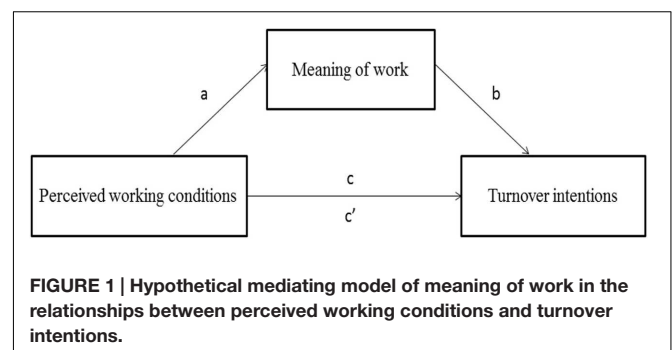 Meaning of work
a
b
Perceived working conditions
c
c'
Turnover intentions
FIGURE 1 | Hypothetical mediating model of meaning of work in the
relationships between perceived working conditions and turnover
intentions.